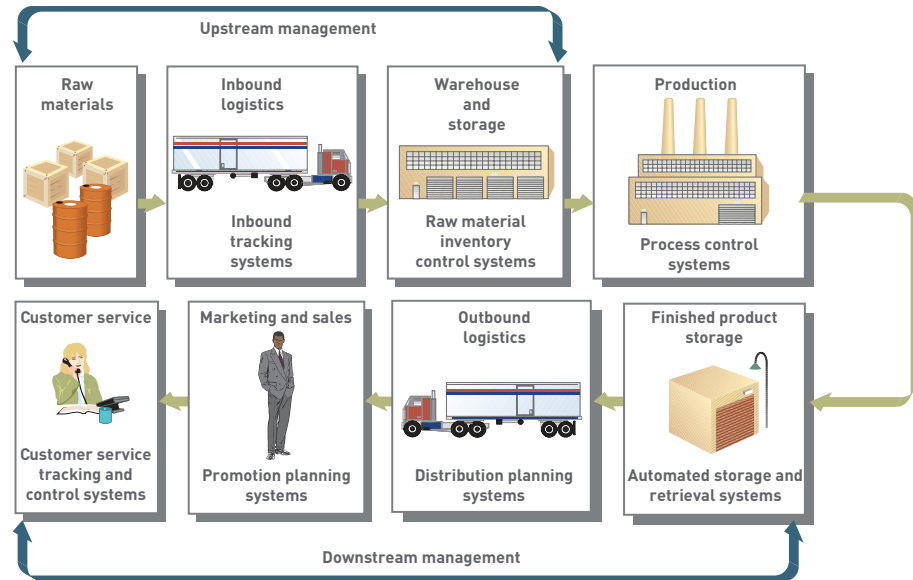 Upstream management
Raw
materials
Inbound
logistics
Inbound
tracking
systems
Warehouse
and
storage
Raw material
inventory
control systems
Production
Process control
systems
Finished product
storage
Automated storage and
retrieval systems
Outbound
logistics
Distribution planning
systems
Marketing and sales
Promotion planning
systems
Customer service
Customer service
tracking and
control systems
Downstream management